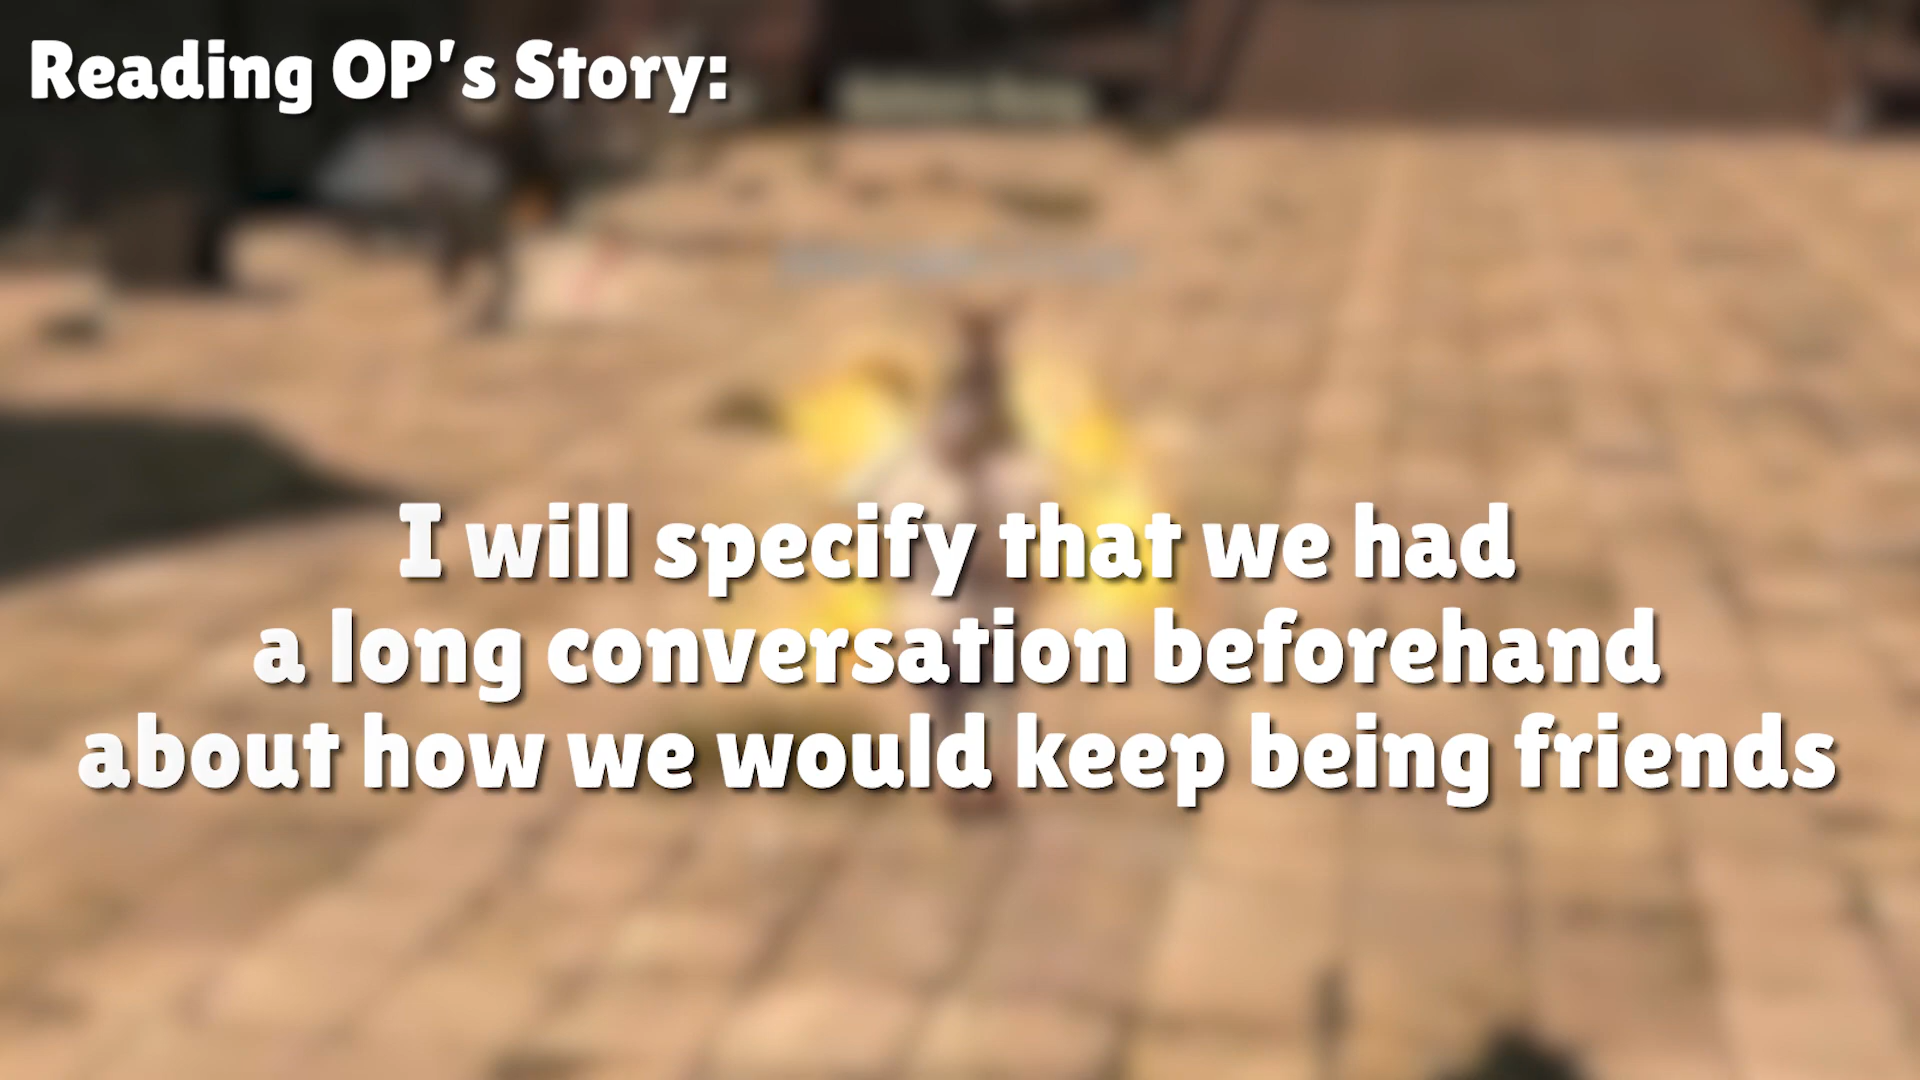 Reading OP's Story:
I will specify that we had
a long conversation beforehand
about how we would keep being friends